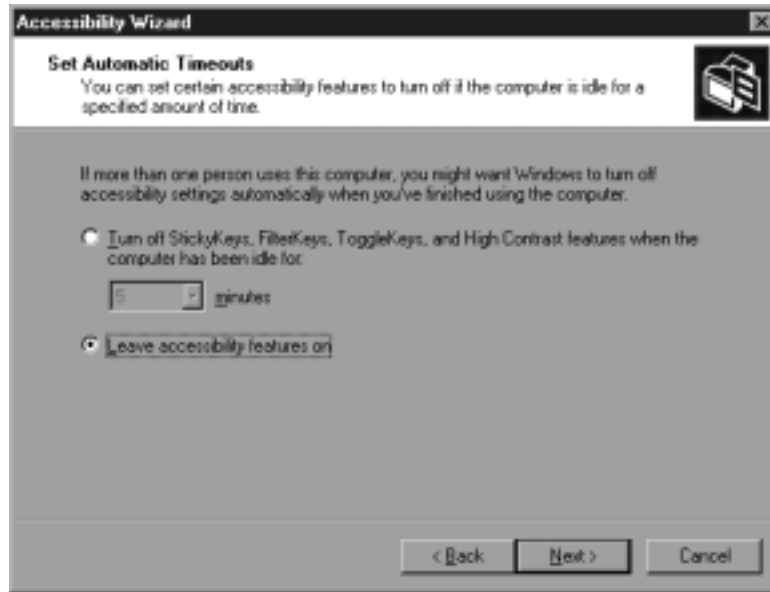 Accessibility Wizard
Set Automatic Timeouts
You can set certain accessibility features to turn off if the computer is idle for a
specified amount of time.
If more than one person uses this computer, you might want Windows to turn off
accessibility settings automatically when you've finished using the computer.
Turn off StickyKeys, FilterKeys, ToggleKeys, and High Contrast features when the
computer has been idle for:
5 minutes
Leave accessibility features on
< Back Next > Cancel